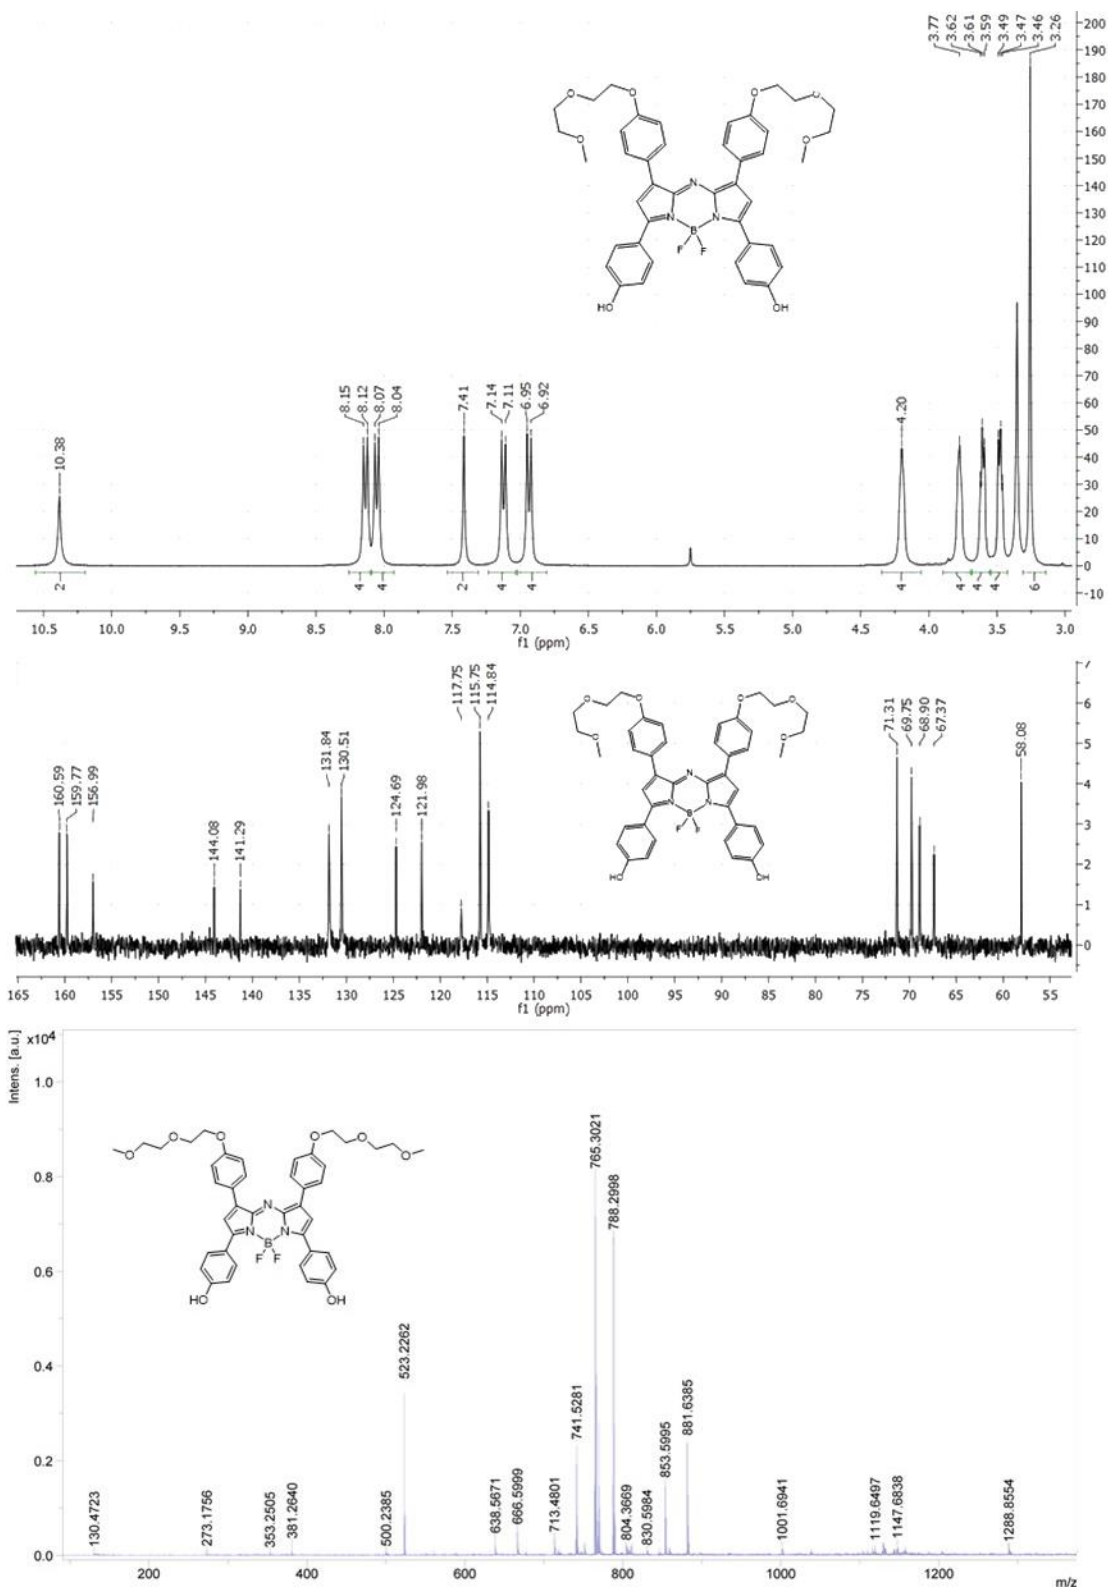 3.77
3.62
3.61
3.59
3.49
3.47
3.46
3.26
200
190
180
170
160
150
140
130
120
110
100
90
80
70
60
50
40
30
20
10
0
-10
O
O
O
O
O
O
N
N
N
B
F
F
HO
OH
10.38
8.15
8.12
8.07
8.04
7.41
7.14
7.11
6.95
6.92
4.20
2
4
4
2
4
4
4
4
4
4
6
10.5 10.0 9.5 9.0 8.5 8.0 7.5 7.0 6.5 6.0 5.5 5.0 4.5 4.0 3.5 3.0
f1 (ppm)
160.59
159.77
156.99
144.08
141.29
131.84
130.51
124.69
121.98
117.75
115.75
114.84
71.31
69.75
68.90
67.37
58.08
O
O
O
O
O
O
N
N
N
B
F
F
HO
OH
7
6
5
4
3
2
1
0
165 160 155 150 145 140 135 130 125 120 115 110 105 100 95 90 85 80 75 70 65 60 55
f1 (ppm)
Intens. [a.u.]
x10⁴
1.0
0.8
0.6
0.4
0.2
0.0
O
O
O
O
O
O
N
N
N
B
F
F
HO
OH
130.4723
273.1756
353.2505
381.2640
500.2385
523.2262
638.5671
666.5999
713.4801
741.5281
765.3021
788.2998
804.3669
830.5984
853.5995
881.6385
1001.6941
1119.6497
1147.6838
1288.8554
200 400 600 800 1000 1200
m/z